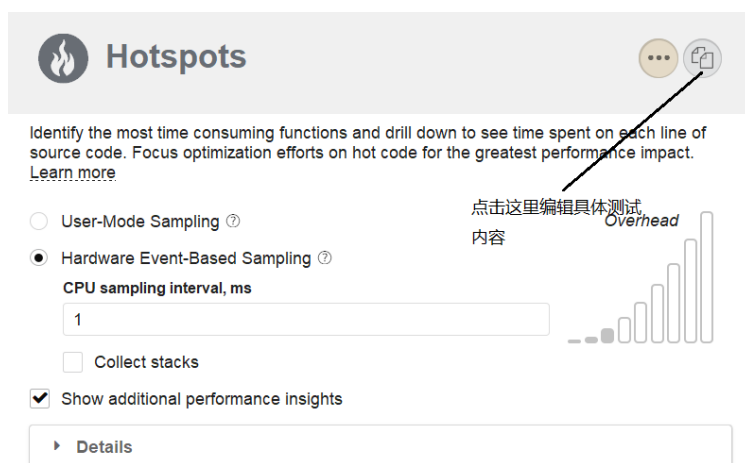 Hotspots
Identify the most time consuming functions and drill down to see time spent on each line of
source code. Focus optimization efforts on hot code for the greatest performance impact.
Learn more
点击这里编辑具体测试
内容
Overhead
User-Mode Sampling ?
Hardware Event-Based Sampling ?
CPU sampling interval, ms
1
Collect stacks
Show additional performance insights
Details